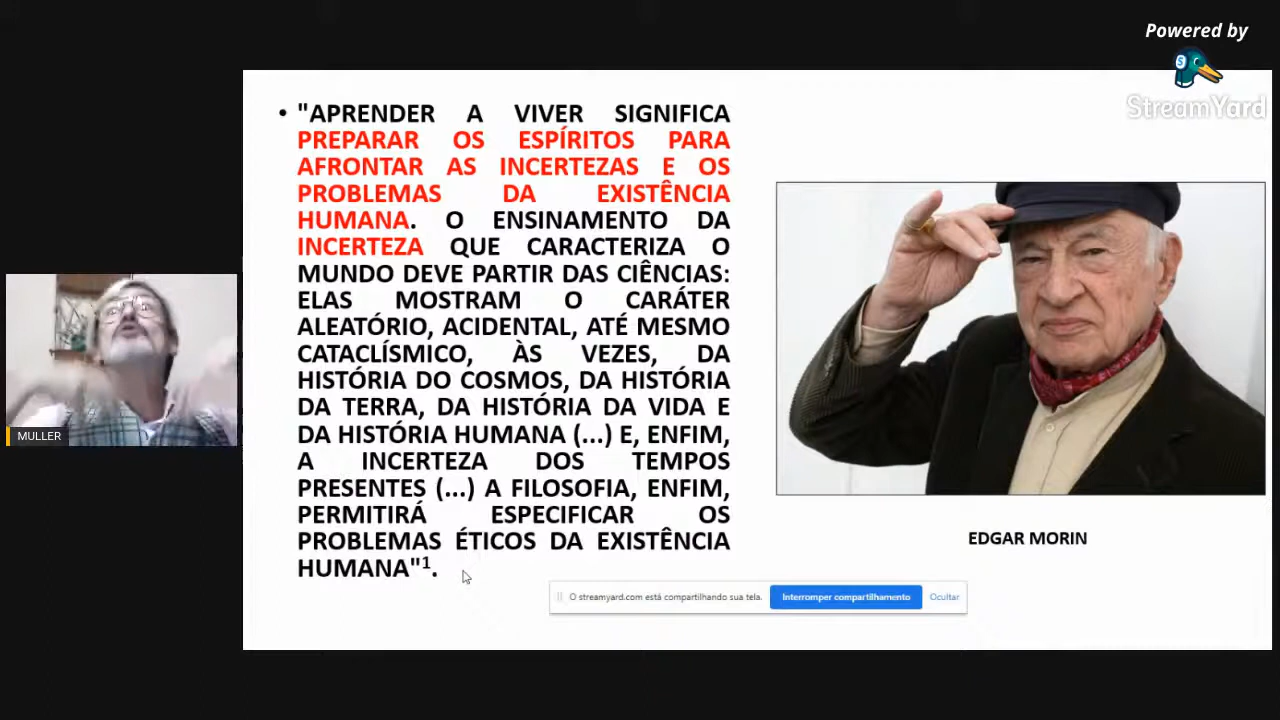 Powered by
StreamYard
• "APRENDER A VIVER SIGNIFICA
PREPARAR OS ESPÍRITOS PARA
AFRONTAR AS INCERTEZAS E OS
PROBLEMAS DA EXISTÊNCIA
HUMANA. O ENSINAMENTO DA
INCERTEZA QUE CARACTERIZA O
MUNDO DEVE PARTIR DAS CIÊNCIAS:
ELAS MOSTRAM O CARÁTER
ALEATÓRIO, ACIDENTAL, ATÉ MESMO
CATACLÍSMICO, ÀS VEZES, DA
HISTÓRIA DO COSMOS, DA HISTÓRIA
DA TERRA, DA HISTÓRIA DA VIDA E
DA HISTÓRIA HUMANA (...) E, ENFIM,
A INCERTEZA DOS TEMPOS
PRESENTES (...) A FILOSOFIA, ENFIM,
PERMITIRÁ ESPECIFICAR OS
PROBLEMAS ÉTICOS DA EXISTÊNCIA
HUMANA"¹.
EDGAR MORIN
MULLER
O streamyard.com está compartilhando sua tela.
Interromper compartilhamento
Ocultar